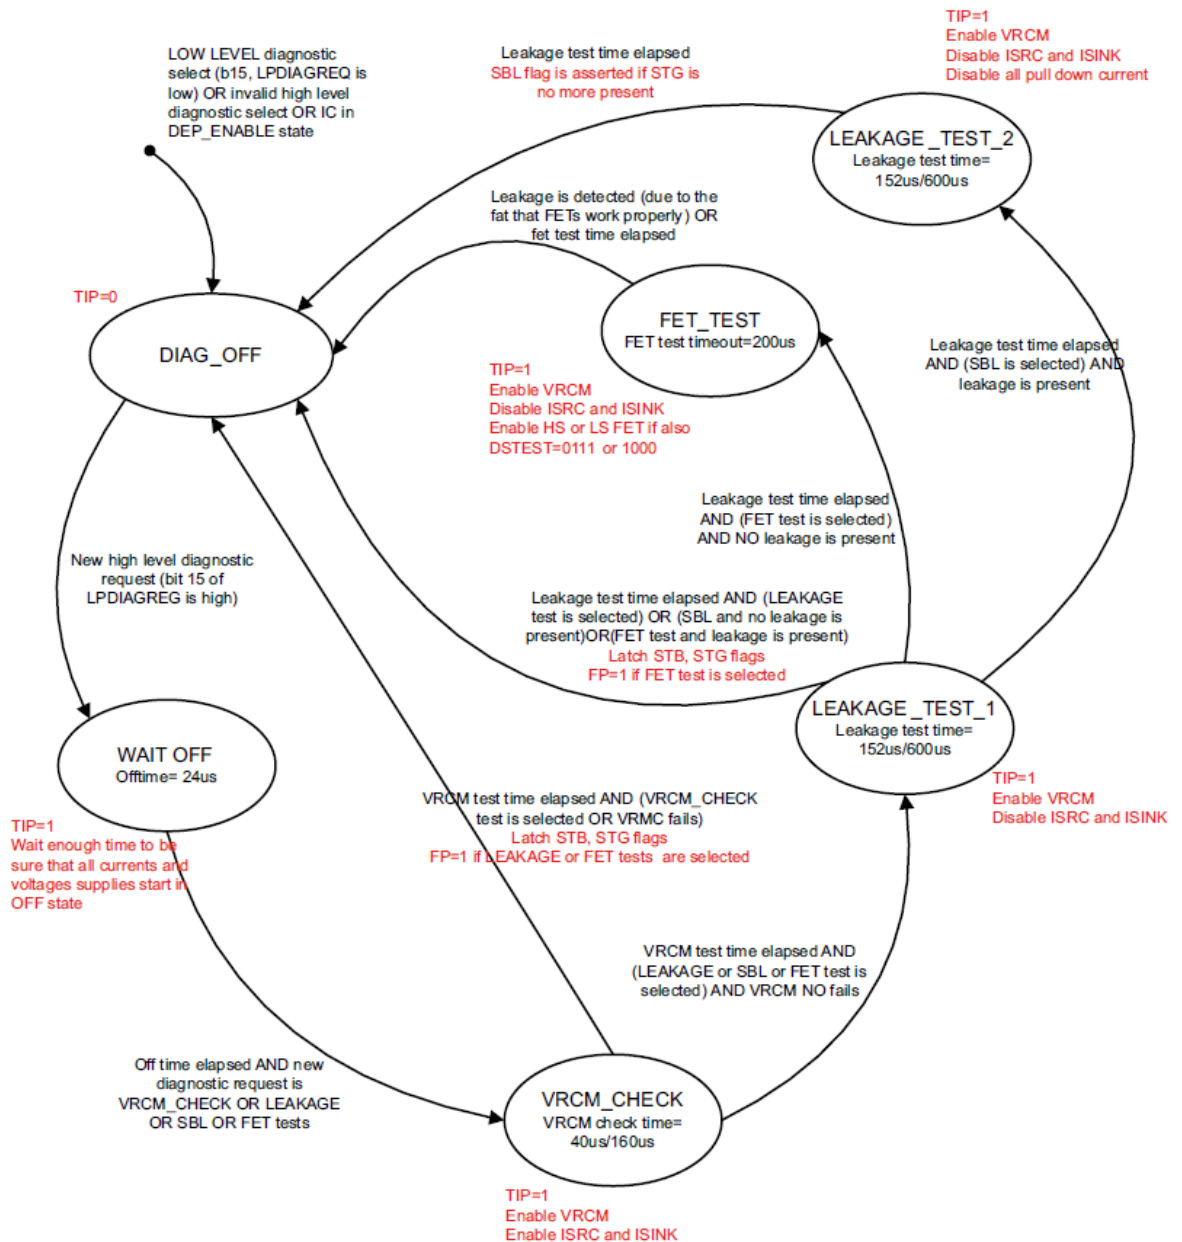 TIP=1
Enable VRCM
Disable ISRC and ISINK
Disable all pull down current
LOW LEVEL diagnostic
select (b15, LPDIAGREQ is
low) OR invalid high level
diagnostic select OR IC in
DEP_ENABLE state
Leakage test time elapsed
SBL flag is asserted if STG is
no more present
LEAKAGE_TEST_2
Leakage test time=
152us/600us
Leakage is detected (due to the
fat that FETs work properly) OR
fet test time elapsed
TIP=0
DIAG_OFF
FET_TEST
FET test timeout=200us
TIP=1
Enable VRCM
Disable ISRC and ISINK
Enable HS or LS FET if also
DSTEST=0111 or 1000
Leakage test time elapsed
AND (SBL is selected) AND
leakage is present
Leakage test time elapsed
AND (FET test is selected)
AND NO leakage is present
New high level diagnostic
request (bit 15 of
LPDIAGREG is high)
Leakage test time elapsed AND (LEAKAGE
test is selected) OR (SBL and no leakage is
present)OR(FET test and leakage is present)
Latch STB, STG flags
FP=1 if FET test is selected
LEAKAGE_TEST_1
Leakage test time=
152us/600us
TIP=1
Enable VRCM
Disable ISRC and ISINK
WAIT OFF
Offtime= 24us
TIP=1
Wait enough time to be
sure that all currents and
voltages supplies start in
OFF state
VRCM test time elapsed AND (VRCM_CHECK
test is selected OR VRMC fails)
Latch STB, STG flags
FP=1 if LEAKAGE or FET tests are selected
VRCM test time elapsed AND
(LEAKAGE or SBL or FET test is
selected) AND VRCM NO fails
Off time elapsed AND new
diagnostic request is
VRCM_CHECK OR LEAKAGE
OR SBL OR FET tests
VRCM_CHECK
VRCM check time=
40us/160us
TIP=1
Enable VRCM
Enable ISRC and ISINK